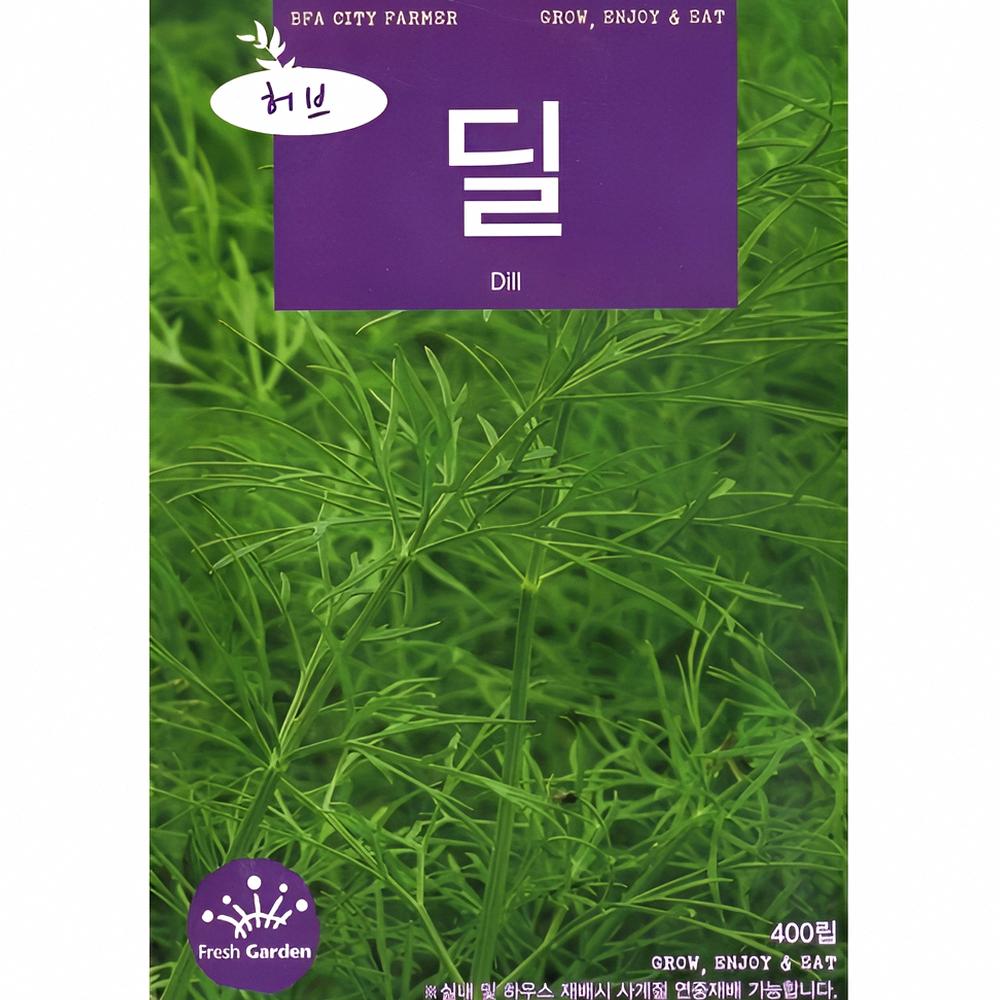 BFA CITY FARMER
GROW, ENJOY & EAT
허브
딜
Dill
Fresh Garden
400립
GROW, ENJOY & EAT
※ 실내 및 하우스 재배시 사계절 연중재배 가능합니다.